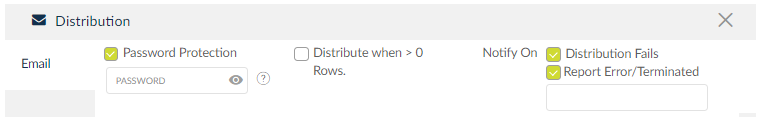 Distribution
Email
Password Protection
PASSWORD
?
Distribute when > 0
Rows.
Notify On
Distribution Fails
Report Error/Terminated